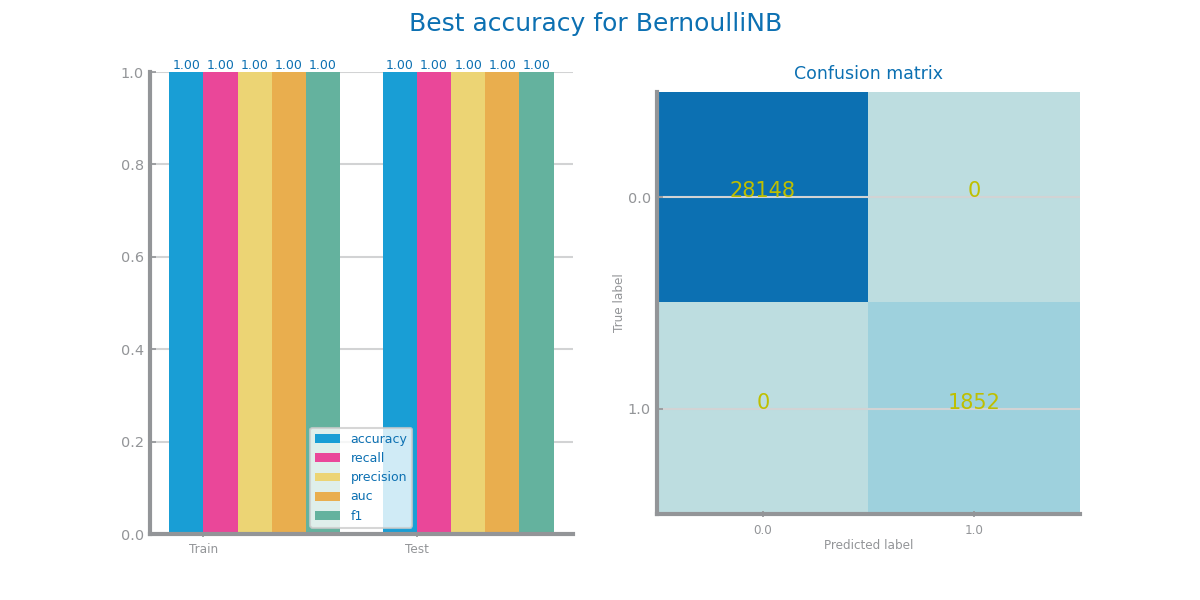 Best accuracy for BernoulliNB
1.00 1.00 1.00 1.00 1.00 1.00 1.00 1.00 1.00 1.00
1.0
0.8
0.6
0.4
0.2
0.0
accuracy
recall
precision
auc
f1
Train Test
Confusion matrix
True label
0.0
1.0
28148 0
0 1852
0.0 1.0
Predicted label